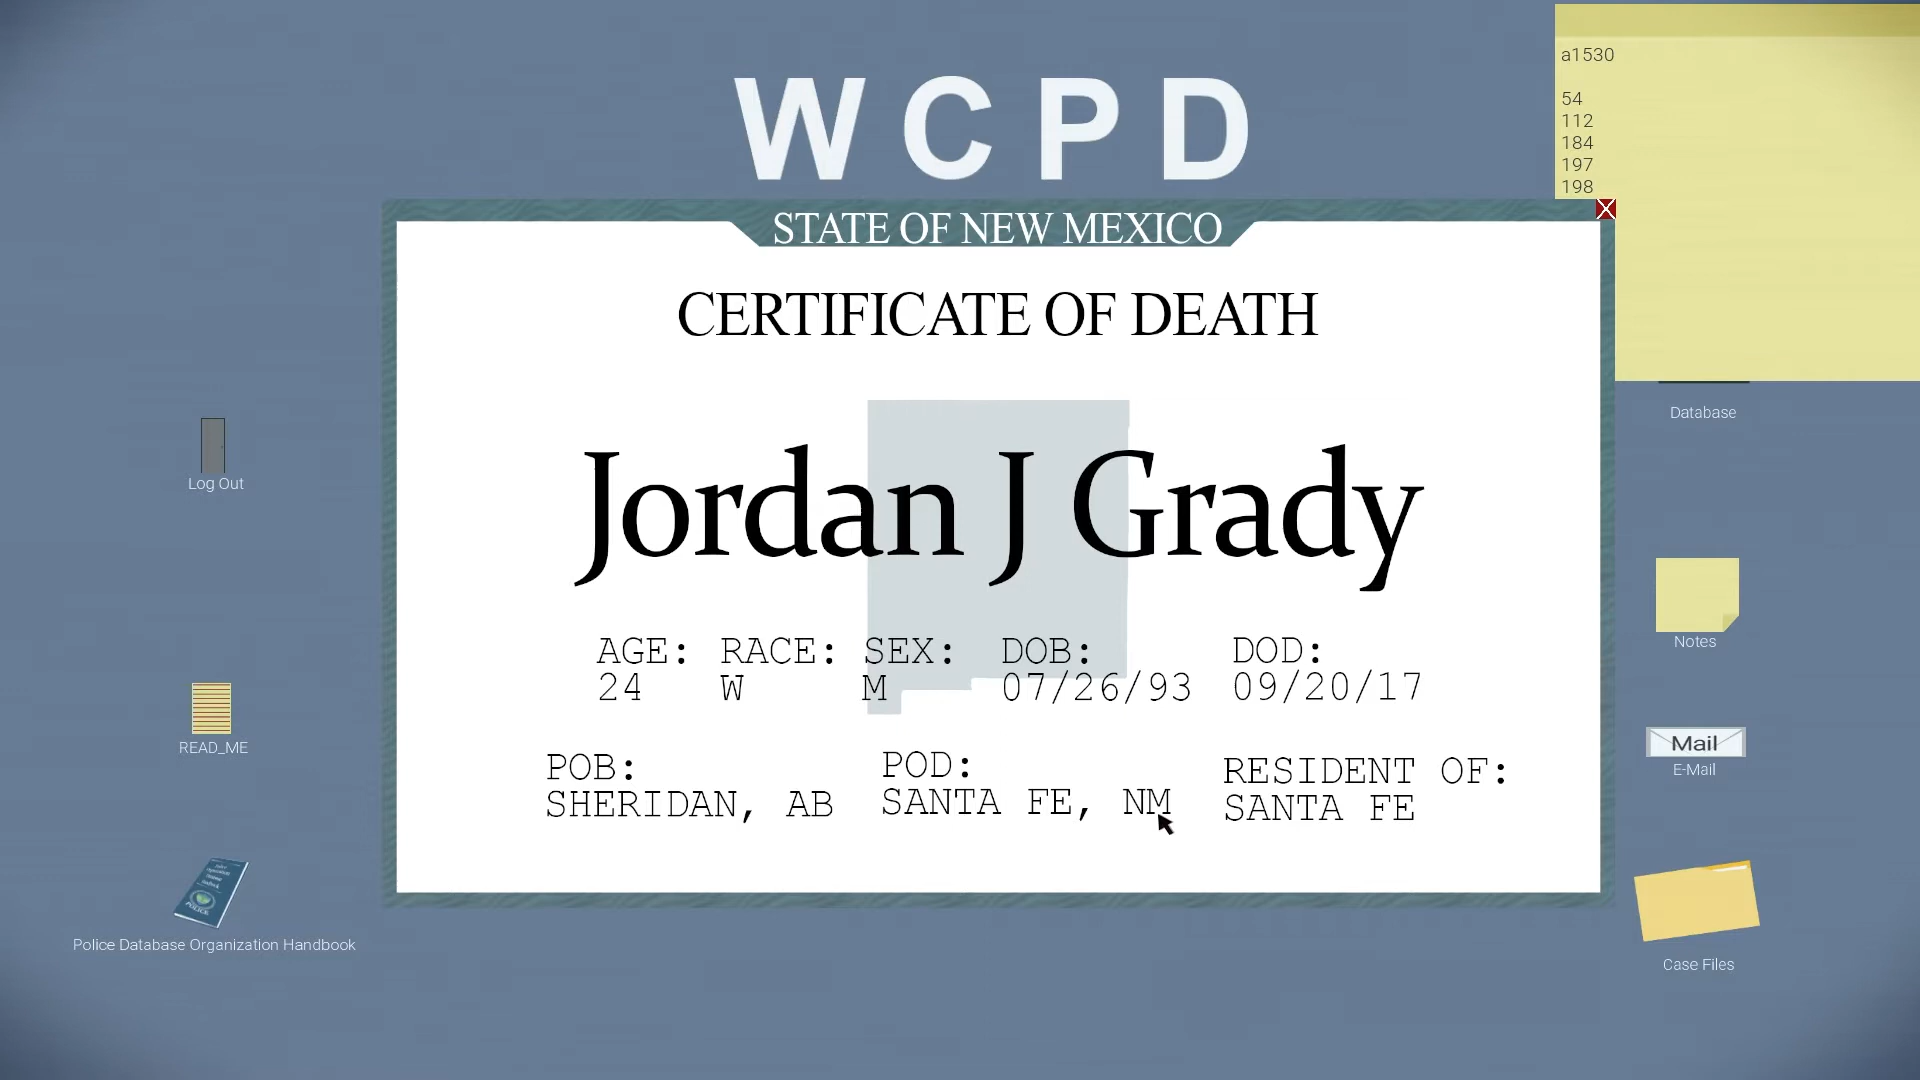 WCPD
a1530
54
112
184
197
198
STATE OF NEW MEXICO
CERTIFICATE OF DEATH
Jordan J Grady
AGE: RACE: SEX: DOB: DOD:
24 W M 07/26/93 09/20/17
POB: POD: RESIDENT OF:
SHERIDAN, AB SANTA FE, NM SANTA FE
Log Out
READ_ME
Police Database Organization Handbook
Database
Notes
Mail
E-Mail
Case Files